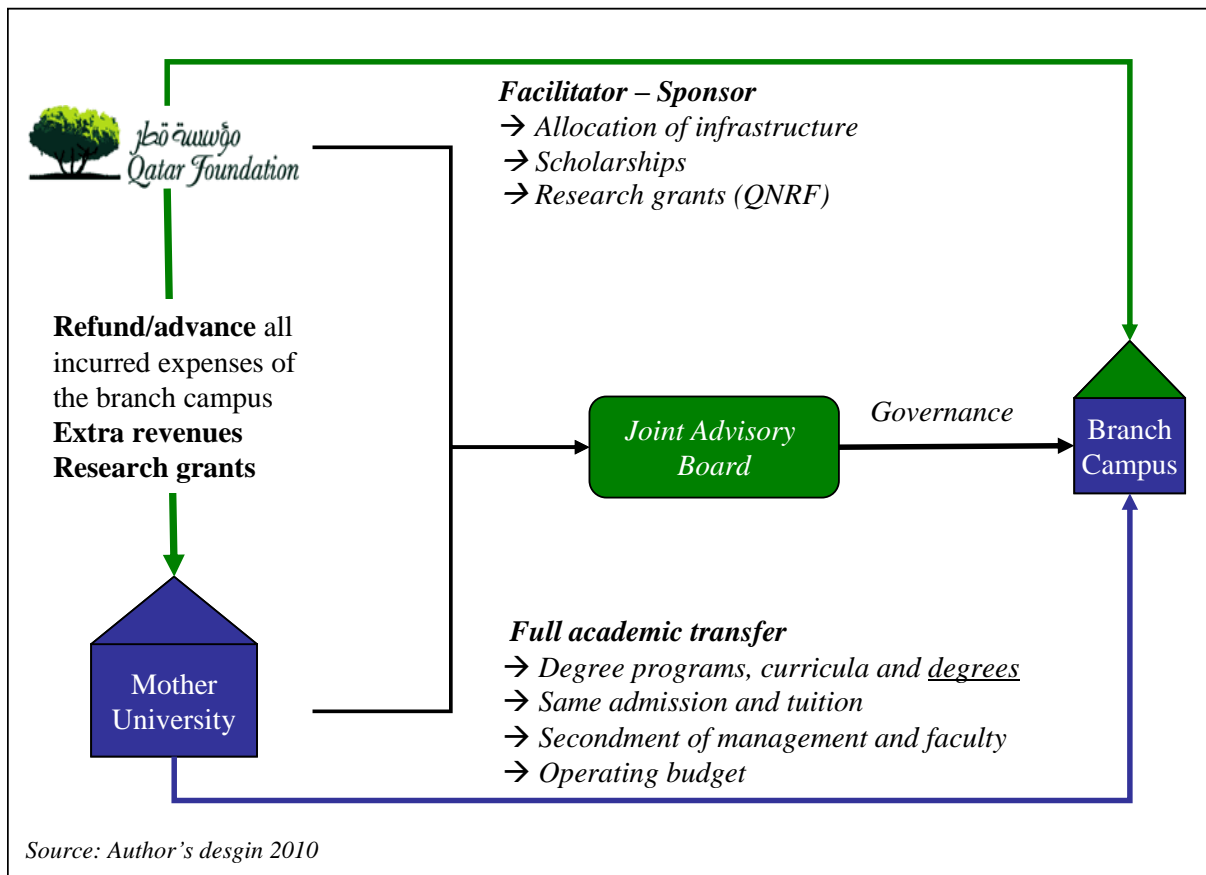 Facilitator – Sponsor
→ Allocation of infrastructure
→ Scholarships
→ Research grants (QNRF)
مؤسسة قطر
Qatar Foundation
Refund/advance all
incurred expenses of
the branch campus
Extra revenues
Research grants
Joint Advisory
Board
Governance
Branch
Campus
Mother
University
Full academic transfer
→ Degree programs, curricula and degrees
→ Same admission and tuition
→ Secondment of management and faculty
→ Operating budget
Source: Author’s desgin 2010